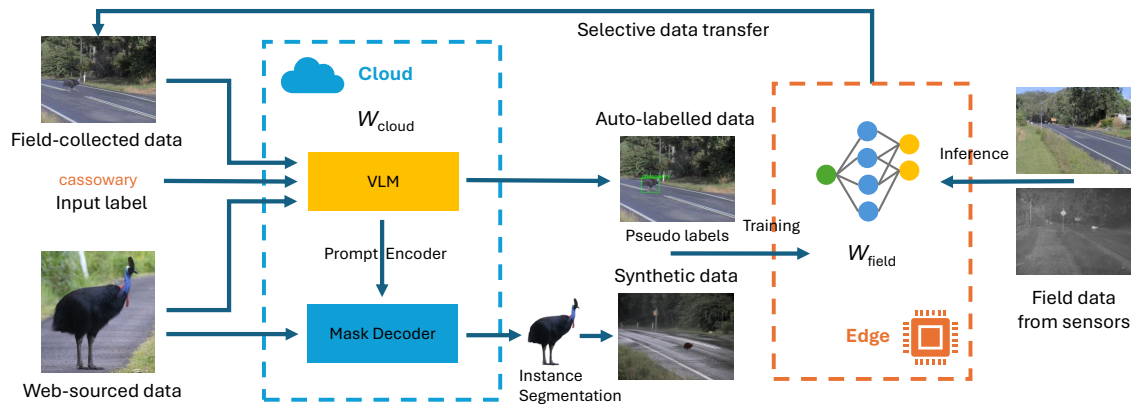 Selective data transfer
Cloud
W_cloud
Field-collected data
cassowary
Input label
VLM
Prompt Encoder
Mask Decoder
Web-sourced data
Instance
Segmentation
Auto-labelled data
Pseudo labels
Training
Synthetic data
W_field
Edge
Inference
Field data
from sensors